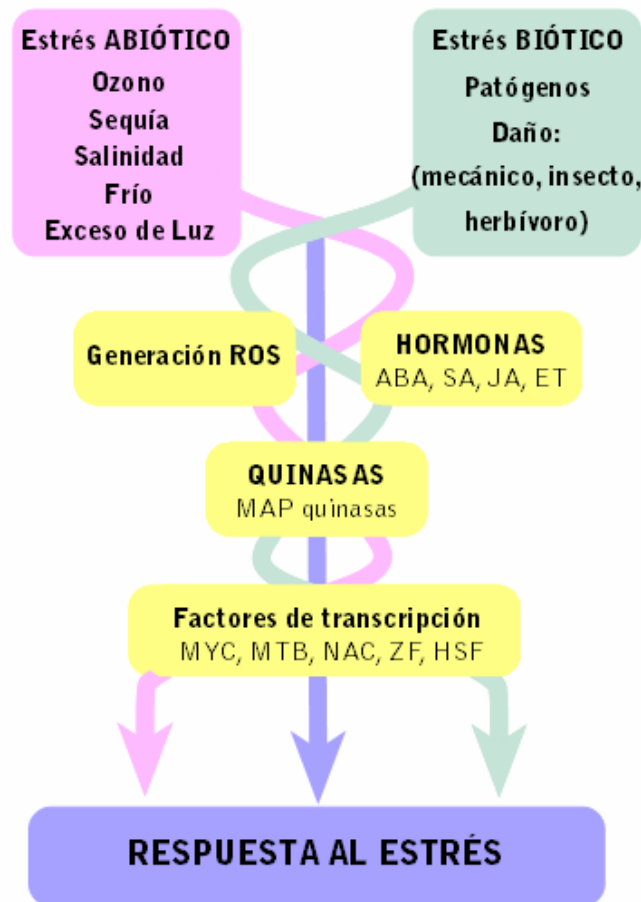 Estrés ABIÓTICO
Ozono
Sequía
Salinidad
Frío
Exceso de Luz
Estrés BIÓTICO
Patógenos
Daño:
(mecánico, insecto,
herbívoro)
Generación ROS
HORMONAS
ABA, SA, JA, ET
QUINASAS
MAP quinasas
Factores de transcripción
MYC, MTB, NAC, ZF, HSF
RESPUESTA AL ESTRÉS